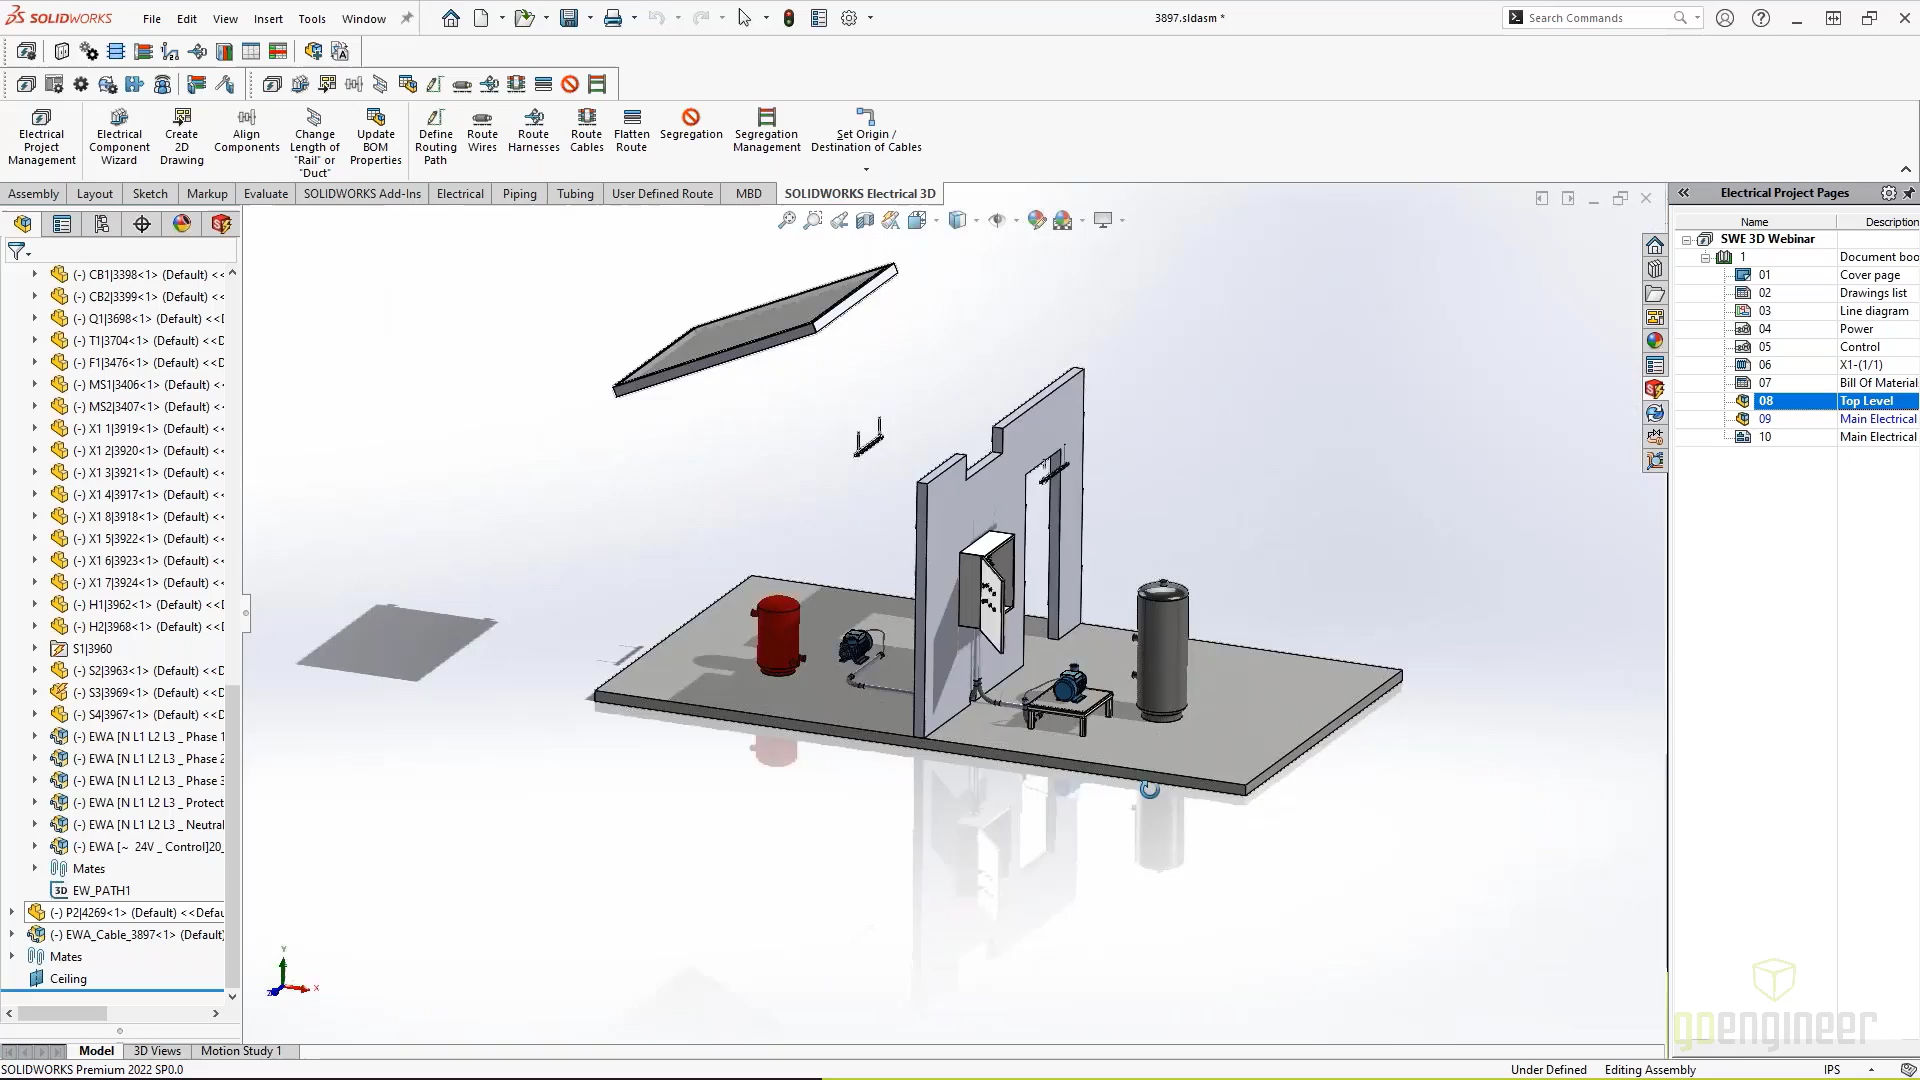 SOLIDWORKS File Edit View Insert Tools Window 3897.sldasm * Search Commands
Electrical Project Management
Electrical Component Wizard
Create 2D Drawing
Align Components
Change Length of "Rail" or "Duct"
Update BOM Properties
Define Routing Path
Route Wires
Route Harnesses
Route Cables
Flatten Route
Segregation
Segregation Management
Set Origin / Destination of Cables
Assembly Layout Sketch Markup Evaluate SOLIDWORKS Add-Ins Electrical Piping Tubing User Defined Route MBD SOLIDWORKS Electrical 3D
(-) CB1|3398<1> (Default) <<
(-) CB2|3399<1> (Default) <<
(-) Q1|3698<1> (Default) <<D
(-) T1|3704<1> (Default) <<D
(-) F1|3476<1> (Default) <<D
(-) MS1|3406<1> (Default) <<
(-) MS2|3407<1> (Default) <<
(-) X1 1|3919<1> (Default) <<
(-) X1 2|3920<1> (Default) <<
(-) X1 3|3921<1> (Default) <<
(-) X1 4|3917<1> (Default) <<
(-) X1 8|3918<1> (Default) <<
(-) X1 5|3922<1> (Default) <<
(-) X1 6|3923<1> (Default) <<
(-) X1 7|3924<1> (Default) <<
(-) H1|3962<1> (Default) <<D
(-) H2|3968<1> (Default) <<D
S1|3960
(-) S2|3963<1> (Default) <<D
(-) S3|3969<1> (Default) <<D
(-) S4|3967<1> (Default) <<D
(-) EWA [N L1 L2 L3 _ Phase 1
(-) EWA [N L1 L2 L3 _ Phase 2
(-) EWA [N L1 L2 L3 _ Phase 3
(-) EWA [N L1 L2 L3 _ Protect
(-) EWA [N L1 L2 L3 _ Neutral
(-) EWA [~ 24V _ Control]20_
Mates
3D EW_PATH1
(-) P2|4269<1> (Default) <<Defau
(-) EWA_Cable_3897<1> (Default)
Mates
Ceiling
Y
X
Z
Electrical Project Pages
Name Description
SWE 3D Webinar
1 Document boo
01 Cover page
02 Drawings list
03 Line diagram
04 Power
05 Control
06 X1-(1/1)
07 Bill Of Material
08 Top Level
09 Main Electrical
10 Main Electrical
goengineer
Model 3D Views Motion Study 1
SOLIDWORKS Premium 2022 SP0.0 Under Defined Editing Assembly IPS